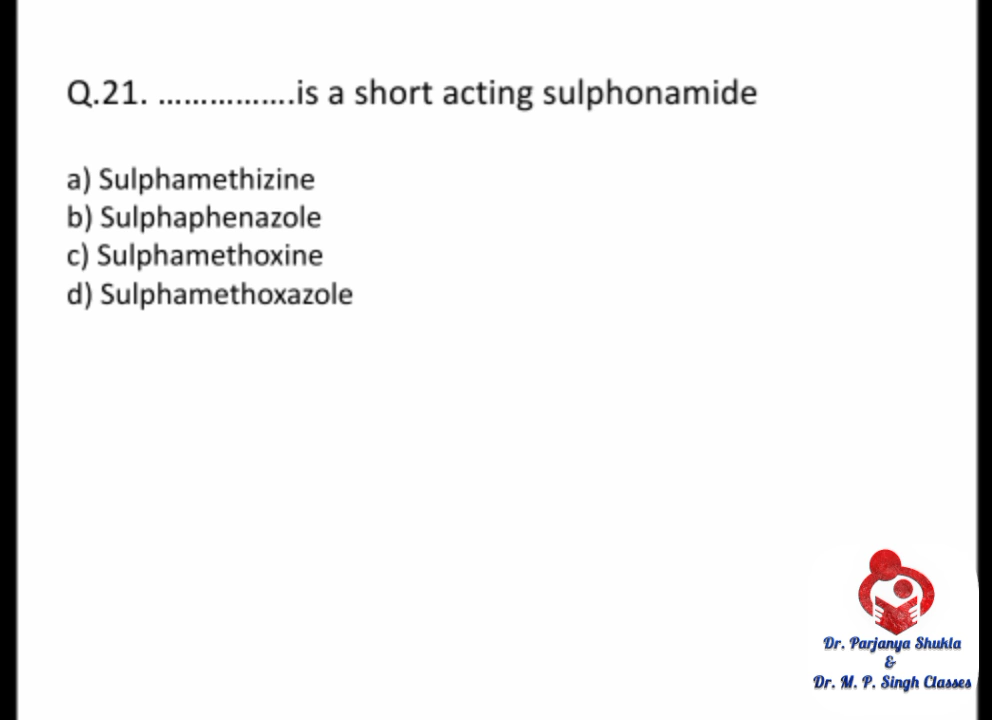 Q.21. ................is a short acting sulphonamide
a) Sulphamethizine
b) Sulphaphenazole
c) Sulphamethoxine
d) Sulphamethoxazole
Dr. Parjanya Shukla
&
Dr. M. P. Singh Classes